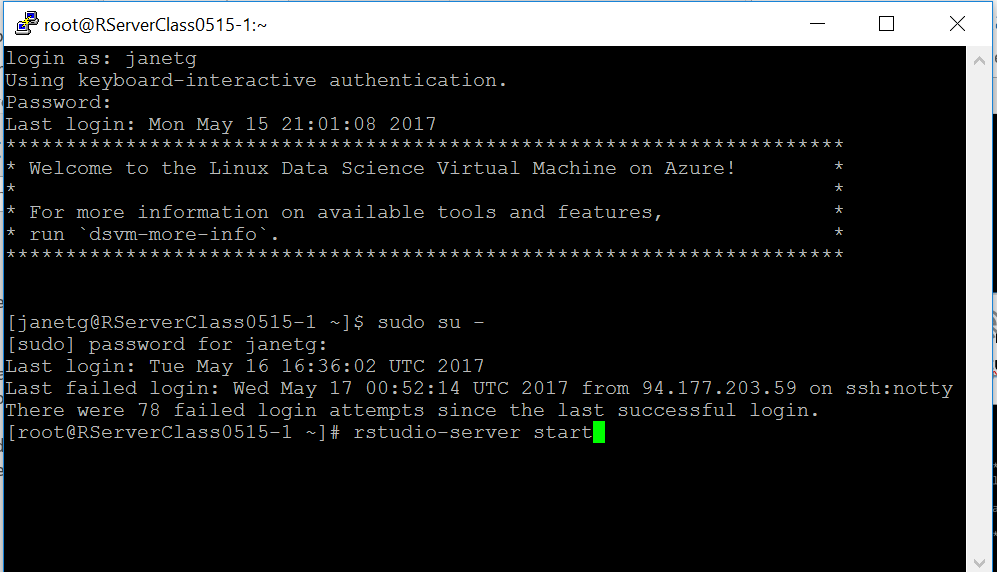 root@RServerClass0515-1:~
login as: janetg
Using keyboard-interactive authentication.
Password:
Last login: Mon May 15 21:01:08 2017
**********************************************************************
* Welcome to the Linux Data Science Virtual Machine on Azure!        *
*                                                                    *
* For more information on available tools and features,              *
* run `dsvm-more-info`.                                              *
**********************************************************************
[janetg@RServerClass0515-1 ~]$ sudo su -
[sudo] password for janetg:
Last login: Tue May 16 16:36:02 UTC 2017
Last failed login: Wed May 17 00:52:14 UTC 2017 from 94.177.203.59 on ssh:notty
There were 78 failed login attempts since the last successful login.
[root@RServerClass0515-1 ~]# rstudio-server start